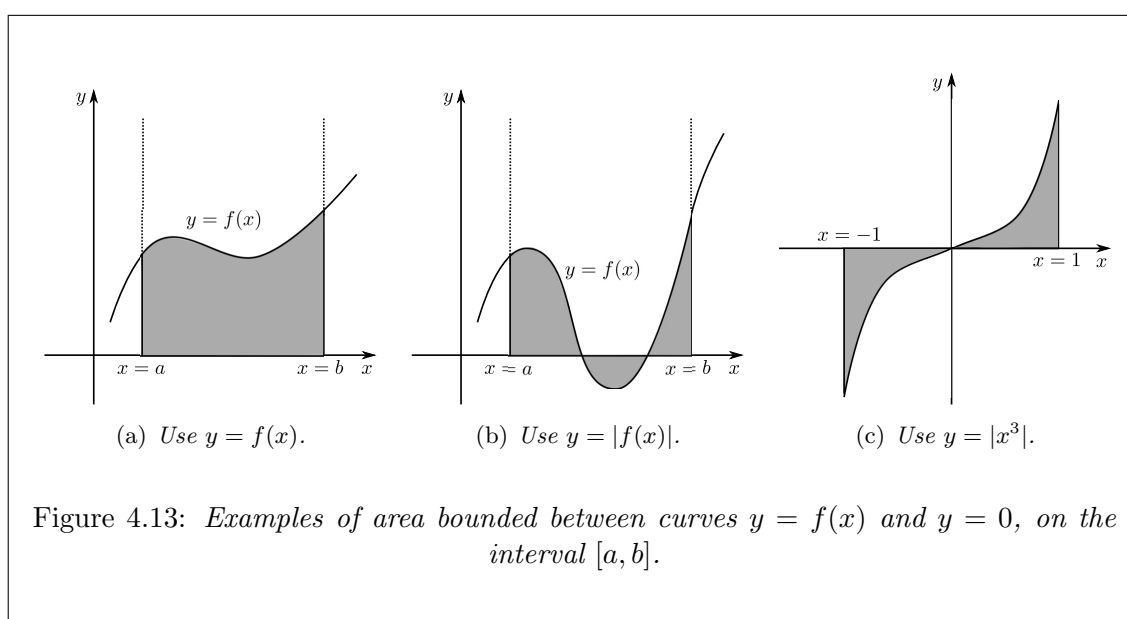 y
y = f(x)
x = a
x = b
x
(a) Use y = f(x).
y
y = f(x)
x = a
x = b
x
(b) Use y = |f(x)|.
y
x = −1
x = 1
x
(c) Use y = |x³|.
Figure 4.13: Examples of area bounded between curves y = f(x) and y = 0, on the
interval [a, b].